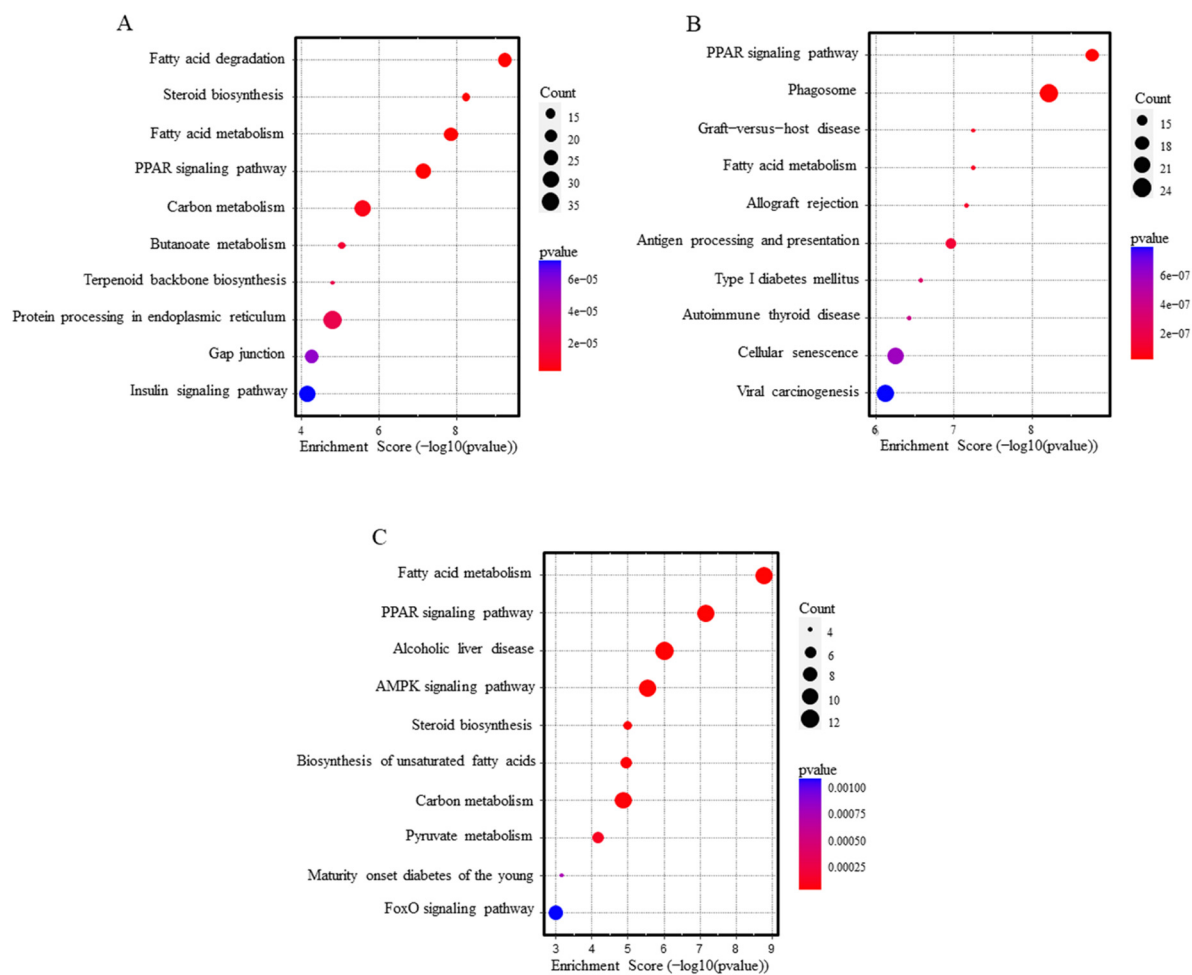 A
Fatty acid degradation
Steroid biosynthesis
Fatty acid metabolism
PPAR signaling pathway
Carbon metabolism
Butanoate metabolism
Terpenoid backbone biosynthesis
Protein processing in endoplasmic reticulum
Gap junction
Insulin signaling pathway
4 6 8
Enrichment Score (−log10(pvalue))
Count
15
20
25
30
35
pvalue
6e−05
4e−05
2e−05
B
PPAR signaling pathway
Phagosome
Graft−versus−host disease
Fatty acid metabolism
Allograft rejection
Antigen processing and presentation
Type I diabetes mellitus
Autoimmune thyroid disease
Cellular senescence
Viral carcinogenesis
6 7 8
Enrichment Score (−log10(pvalue))
Count
15
18
21
24
pvalue
6e−07
4e−07
2e−07
C
Fatty acid metabolism
PPAR signaling pathway
Alcoholic liver disease
AMPK signaling pathway
Steroid biosynthesis
Biosynthesis of unsaturated fatty acids
Carbon metabolism
Pyruvate metabolism
Maturity onset diabetes of the young
FoxO signaling pathway
3 4 5 6 7 8 9
Enrichment Score (−log10(pvalue))
Count
4
6
8
10
12
pvalue
0.00100
0.00075
0.00050
0.00025